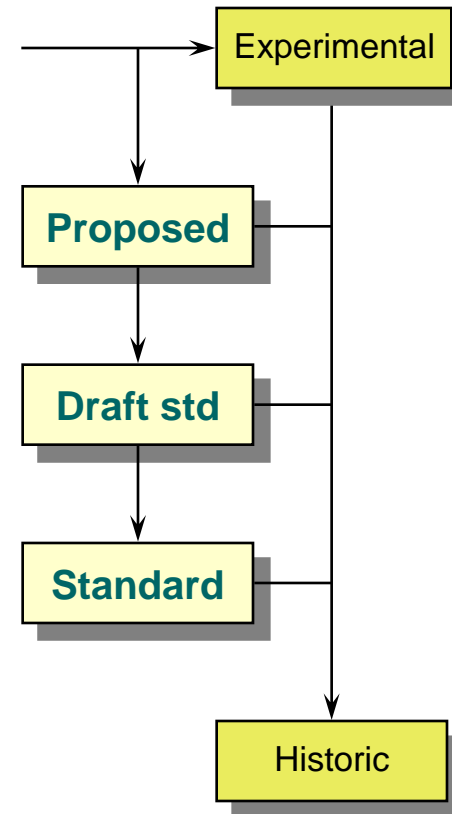 Experimental
Proposed
Draft std
Standard
Historic